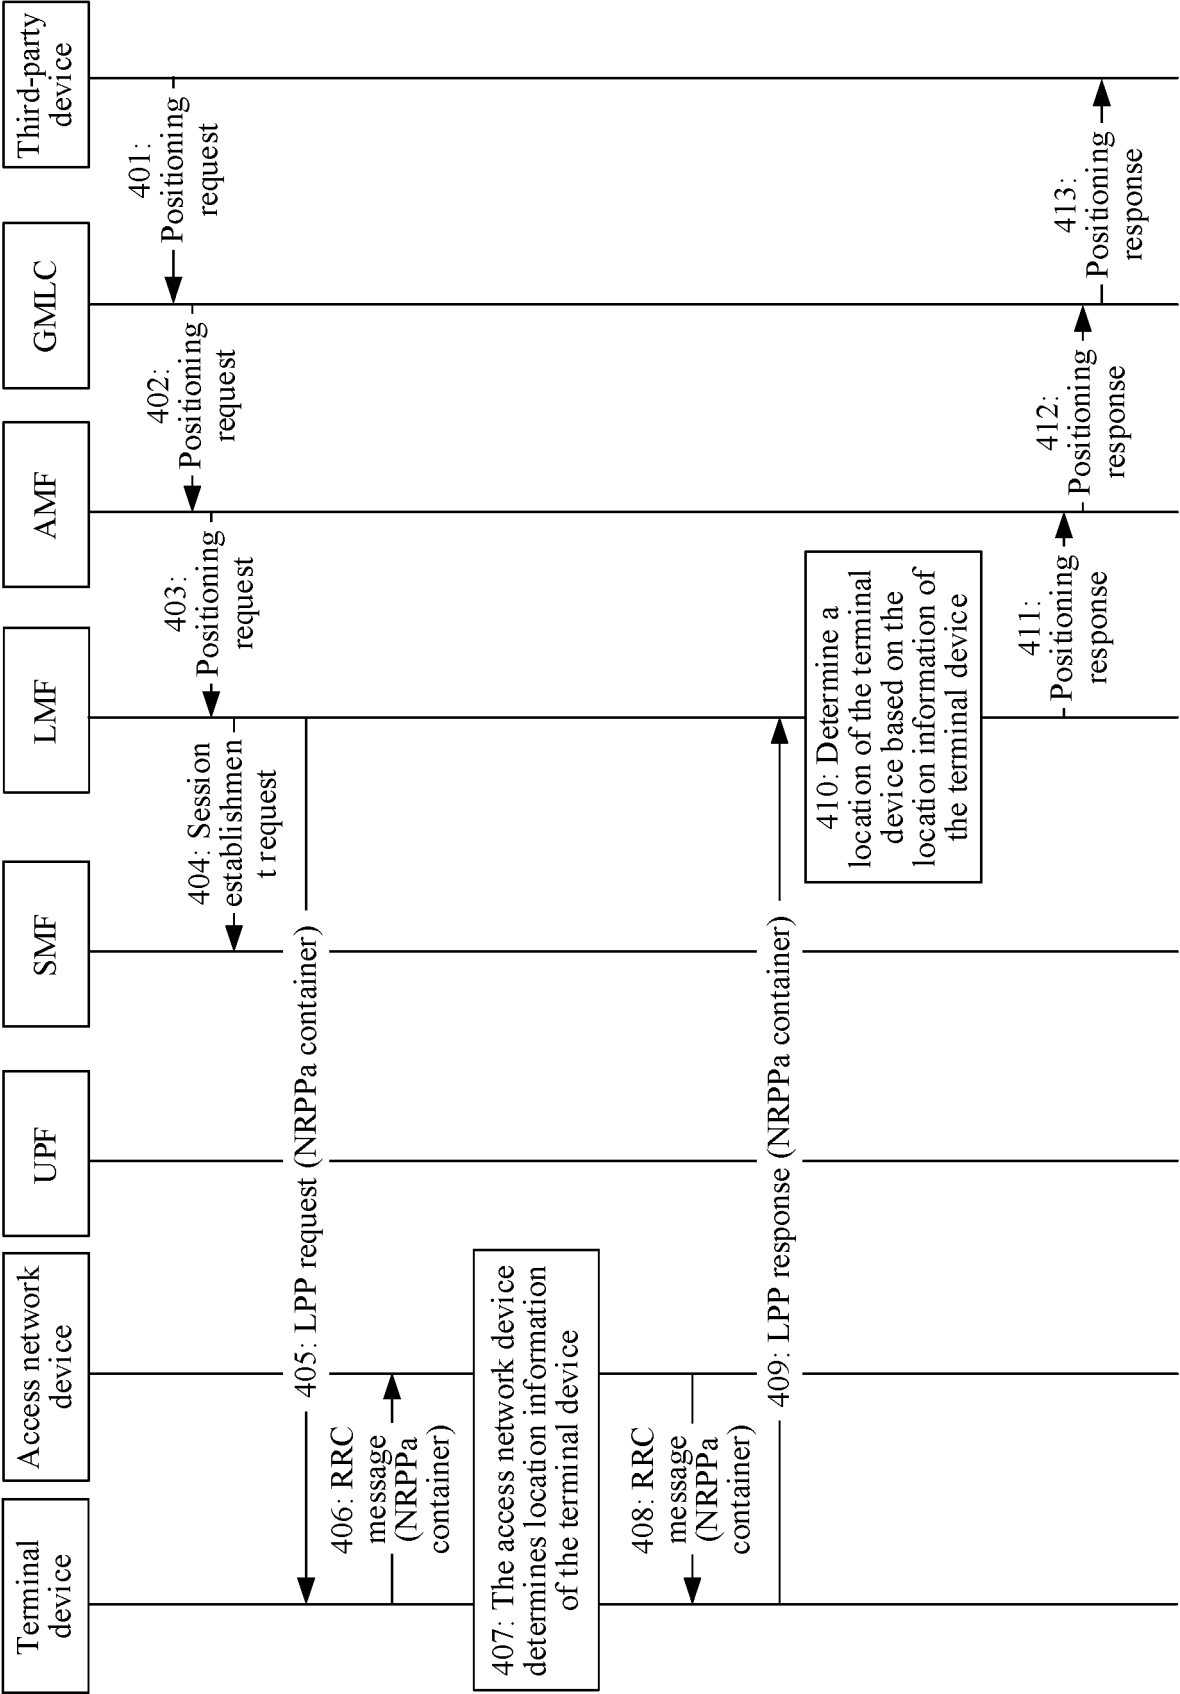 Terminal
device
Access network
device
UPF
SMF
LMF
AMF
GMLC
Third-party
device
401:
Positioning
request
402:
Positioning
request
403:
Positioning
request
404: Session
establishmen
t request
405: LPP request (NRPPa container)
406: RRC
message
(NRPPa
container)
407: The access network device
determines location information
of the terminal device
408: RRC
message
(NRPPa
container)
409: LPP response (NRPPa container)
410: Determine a
location of the terminal
device based on the
location information of
the terminal device
411:
Positioning
response
412:
Positioning
response
413:
Positioning
response